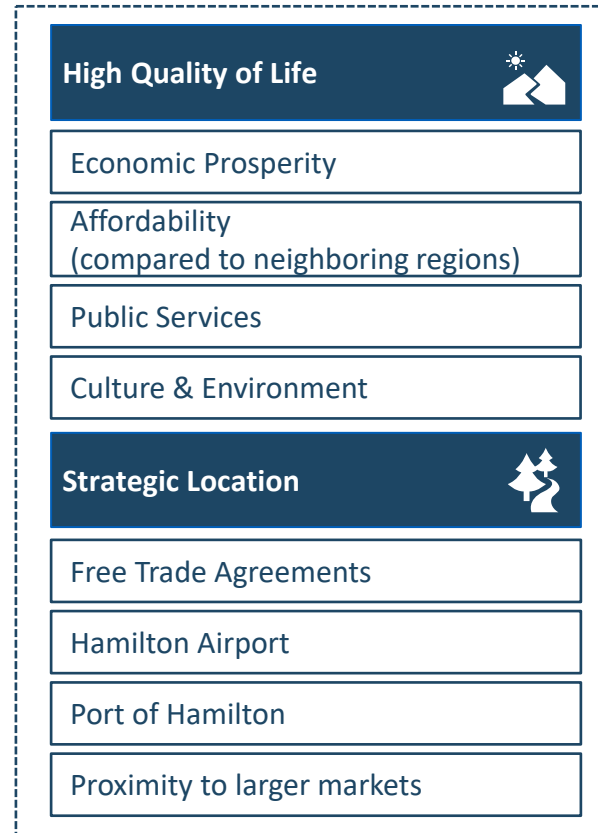 High Quality of Life
Economic Prosperity
Affordability
(compared to neighboring regions)
Public Services
Culture & Environment
Strategic Location
Free Trade Agreements
Hamilton Airport
Port of Hamilton
Proximity to larger markets